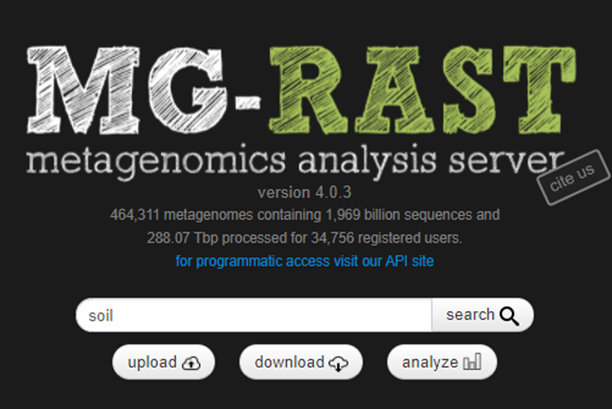 MG-RAST
metagenomics analysis server
cite us
version 4.0.3
464,311 metagenomes containing 1,969 billion sequences and
288.07 Tbp processed for 34,756 registered users.
for programmatic access visit our API site
soil search
upload download analyze